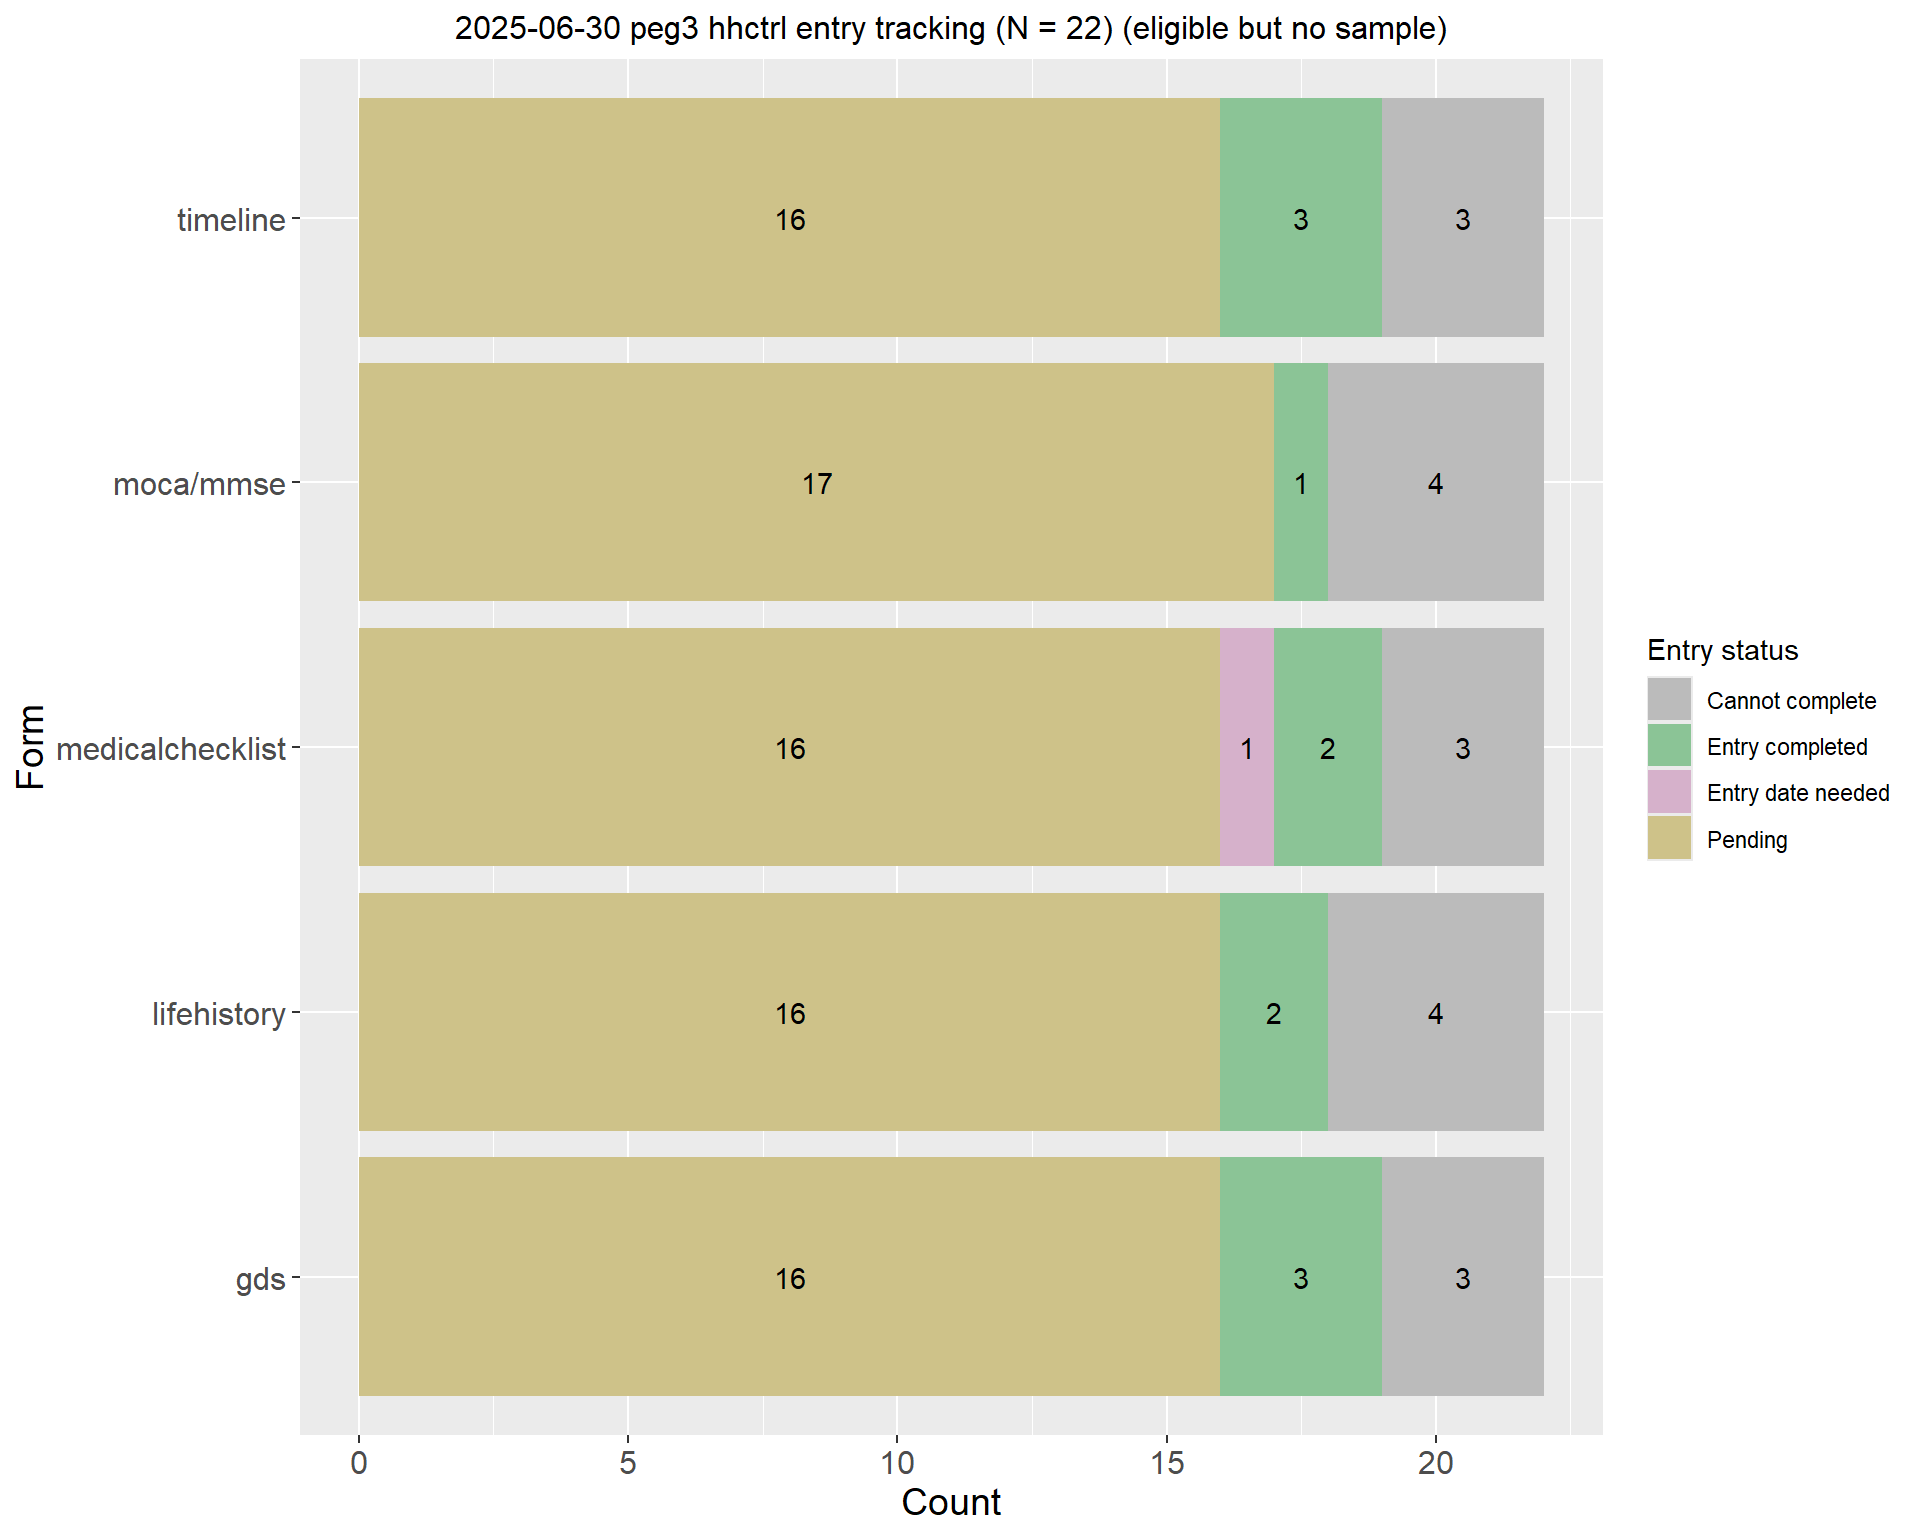 2025-06-30 peg3 hhctrl entry tracking (N = 22) (eligible but no sample)
timeline
16
3
3
moca/mmse
17
1
4
medicalchecklist
16
1
2
3
lifehistory
16
2
4
gds
16
3
3
Form
0
5
10
15
20
Count
Entry status
Cannot complete
Entry completed
Entry date needed
Pending